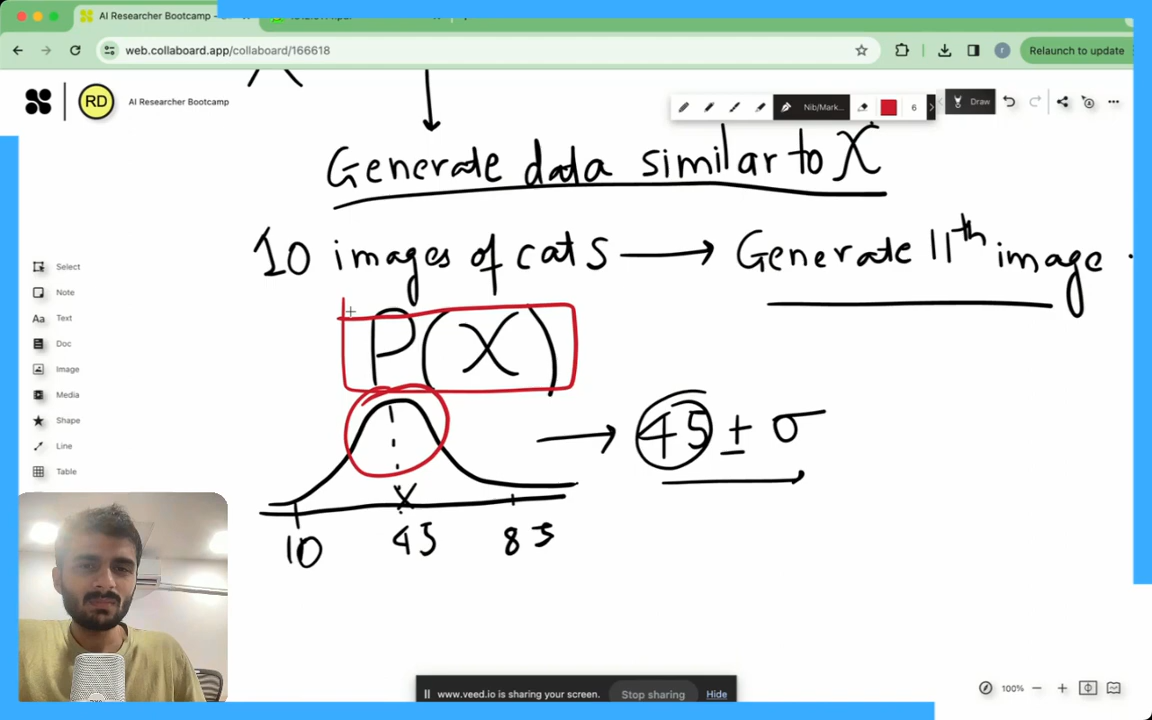 AI Researcher Bootcamp -
web.collaboard.app/collaboard/166618
Relaunch to update
RD AI Researcher Bootcamp
Nib/Mark...
6
Draw
X
Generate data similar to X
10 images of cats → Generate 11th image
P(X)
45 ± σ
10 45 85
Select
Note
Text
Doc
Image
Media
Shape
Line
Table
www.veed.io is sharing your screen. Stop sharing Hide
100%